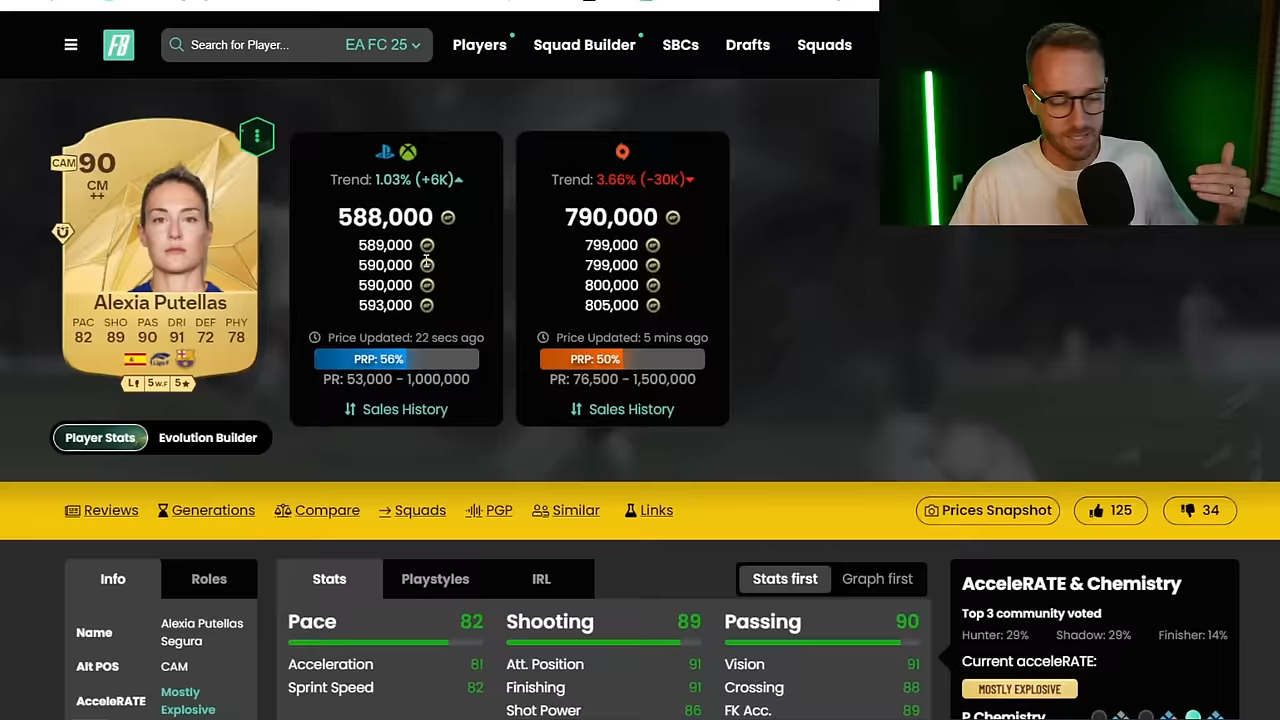 FB
Search for Player...
EA FC 25
Players
Squad Builder
SBCs
Drafts
Squads
CAM
90
CM
++
Alexia Putellas
PAC SHO PAS DRI DEF PHY
82 89 90 91 72 78
L 5 W.F 5★
Trend: 1.03% (+6K)
588,000
589,000
590,000
590,000
593,000
Price Updated: 22 secs ago
PRP: 56%
PR: 53,000 - 1,000,000
Sales History
Trend: 3.66% (-30K)
790,000
799,000
799,000
800,000
805,000
Price Updated: 5 mins ago
PRP: 50%
PR: 76,500 - 1,500,000
Sales History
Player Stats
Evolution Builder
Reviews
Generations
Compare
Squads
PGP
Similar
Links
Prices Snapshot
125
34
Info
Roles
Name
Alexia Putellas
Segura
Alt POS
CAM
AcceleRATE
Mostly
Explosive
Stats
Playstyles
IRL
Stats first
Graph first
Pace 82
Acceleration 81
Sprint Speed 82
Shooting 89
Att. Position 91
Finishing 91
Shot Power 86
Passing 90
Vision 91
Crossing 88
FK Acc. 89
AcceleRATE & Chemistry
Top 3 community voted
Hunter: 29%
Shadow: 29%
Finisher: 14%
Current acceleRATE:
MOSTLY EXPLOSIVE
P Chemistry